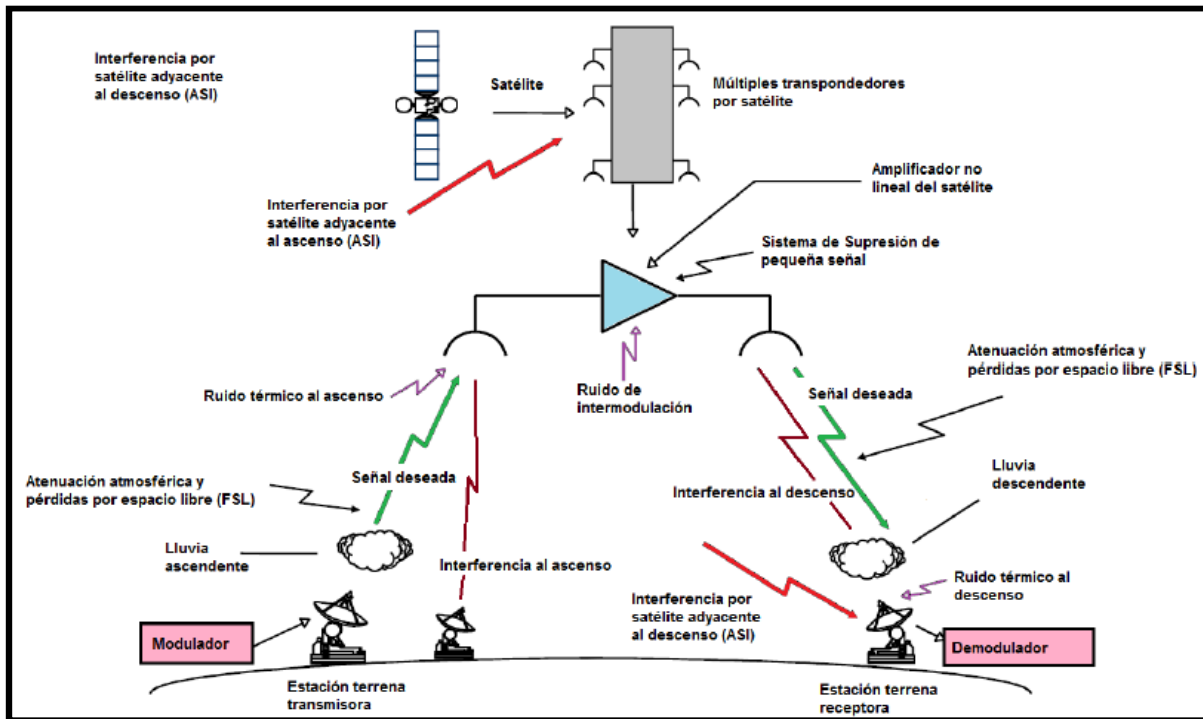 Interferencia por
satélite adyacente
al descenso (ASI)
Satélite
Múltiples transpondedores
por satélite
Amplificador no
lineal del satélite
Interferencia por
satélite adyacente
al ascenso (ASI)
Sistema de Supresión de
pequeña señal
Atenuación atmosférica y
pérdidas por espacio libre (FSL)
Ruido térmico al ascenso
Ruido de
intermodulación
Señal deseada
Señal deseada
Atenuación atmosférica y
pérdidas por espacio libre (FSL)
Interferencia al descenso
Lluvia
descendente
Lluvia
ascendente
Interferencia al ascenso
Ruido térmico al
descenso
Interferencia por
satélite adyacente
al descenso (ASI)
Modulador
Demodulador
Estación terrena
transmisora
Estación terrena
receptora